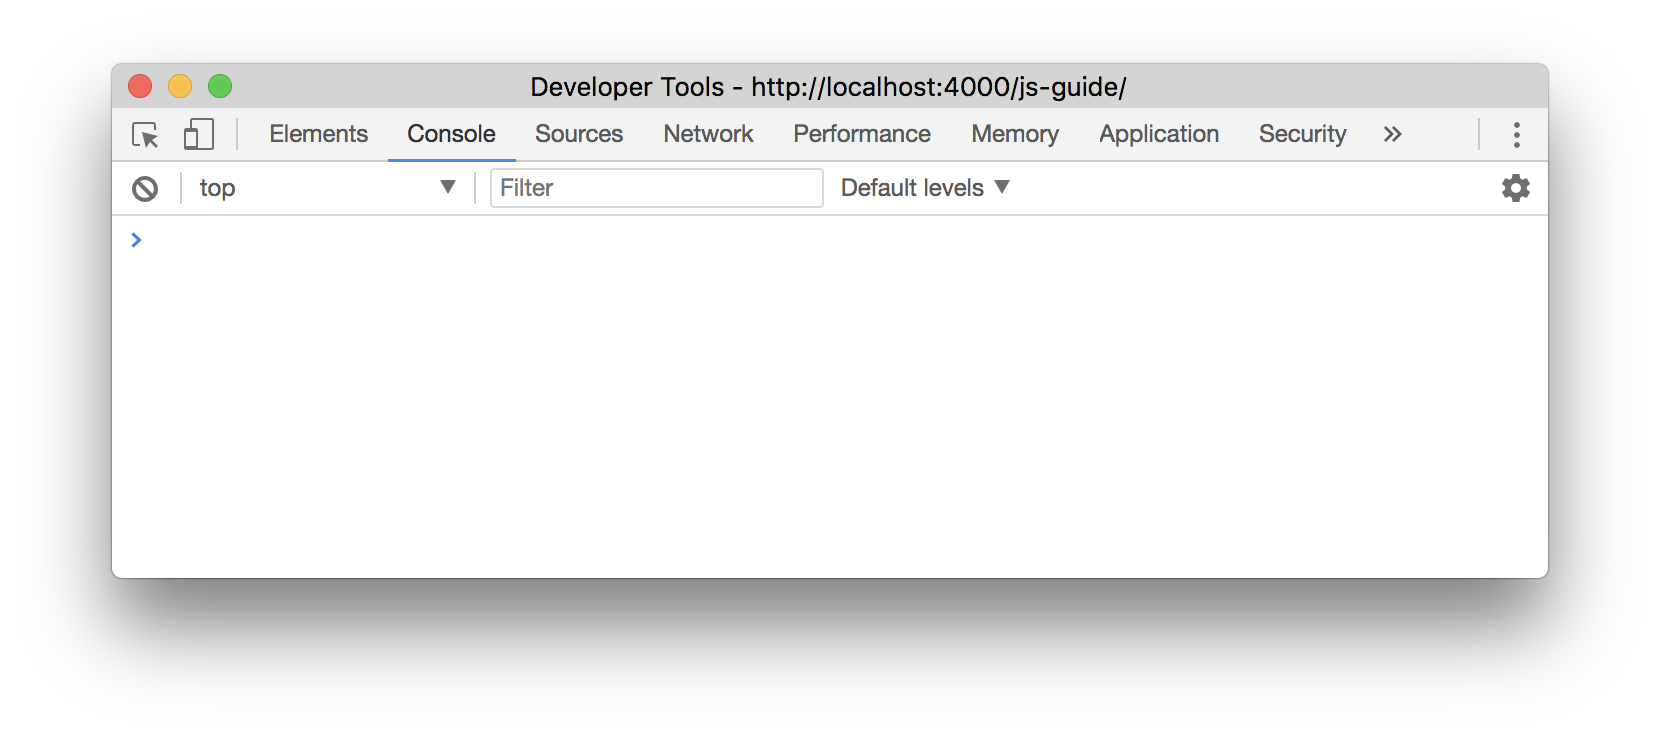 Developer Tools - http://localhost:4000/js-guide/
Elements Console Sources Network Performance Memory Application Security
top Filter Default levels